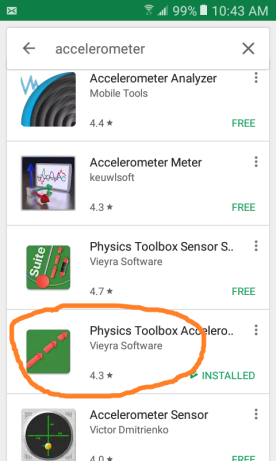 99% 10:43 AM
accelerometer
Accelerometer Analyzer
Mobile Tools
4.4 ★ FREE
Accelerometer Meter
keuwlsoft
4.3 ★ FREE
Suite
Physics Toolbox Sensor S..
Vieyra Software
4.7 ★ FREE
Physics Toolbox Accelero..
Vieyra Software
4.3 ★ INSTALLED
Accelerometer Sensor
Victor Dmitrienko
4.0 ★ FREE